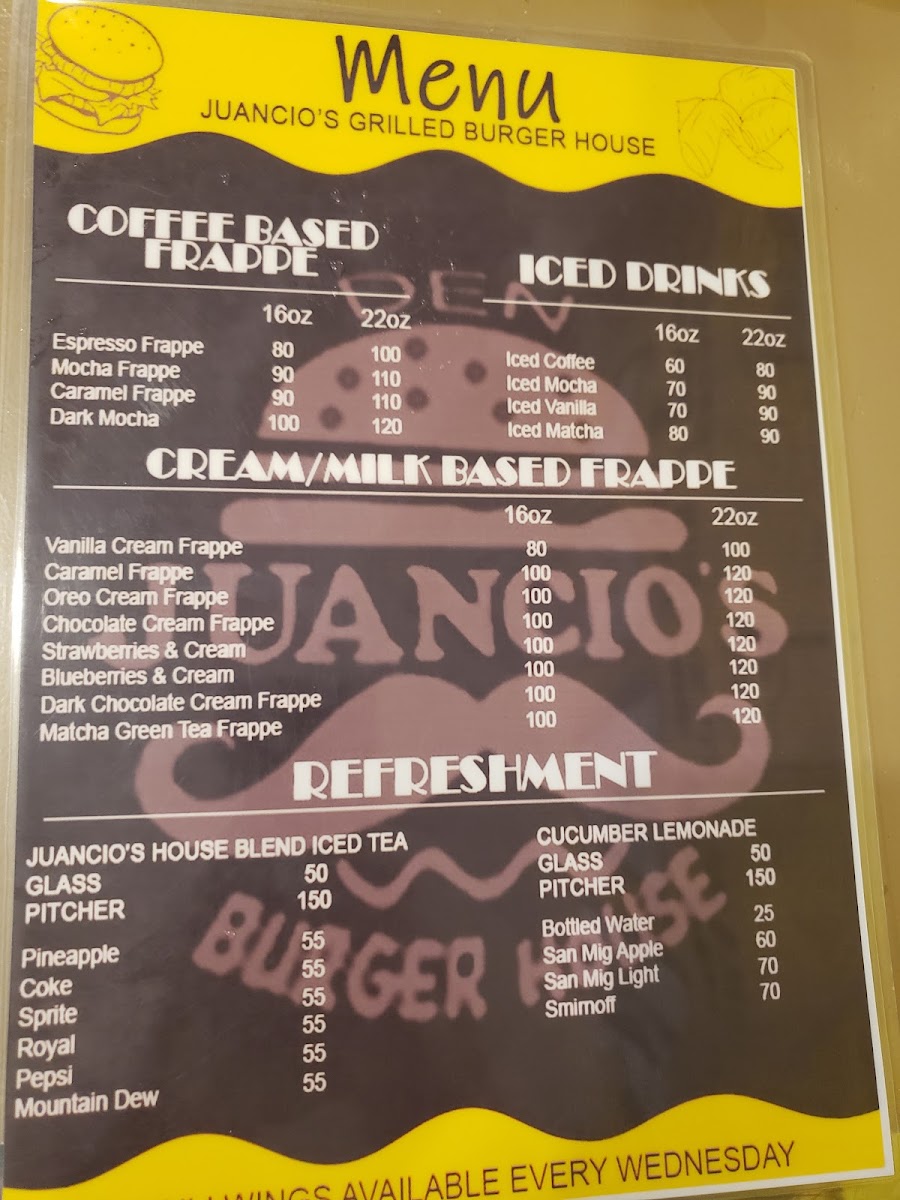 Menu
JUANCIO'S GRILLED BURGER HOUSE
COFFEE BASED
FRAPPE
16oz 22oz
Espresso Frappe 80 100
Mocha Frappe 90 110
Caramel Frappe 90 110
Dark Mocha 100 120
ICED DRINKS
16oz 22oz
Iced Coffee 60 80
Iced Mocha 70 90
Iced Vanilla 70 90
Iced Matcha 80 90
CREAM/MILK BASED FRAPPE
16oz 22oz
Vanilla Cream Frappe 80 100
Caramel Frappe 100 120
Oreo Cream Frappe 100 120
Chocolate Cream Frappe 100 120
Strawberries & Cream 100 120
Blueberries & Cream 100 120
Dark Chocolate Cream Frappe 100 120
Matcha Green Tea Frappe 100 120
REFRESHMENT
JUANCIO'S HOUSE BLEND ICED TEA
GLASS 50
PITCHER 150
Pineapple 55
Coke 55
Sprite 55
Royal 55
Pepsi 55
Mountain Dew 55
CUCUMBER LEMONADE
GLASS 50
PITCHER 150
Bottled Water 25
San Mig Apple 60
San Mig Light 70
Smirnoff 70
DEN
JUANCIO'S
BURGER HOUSE
WINGS AVAILABLE EVERY WEDNESDAY